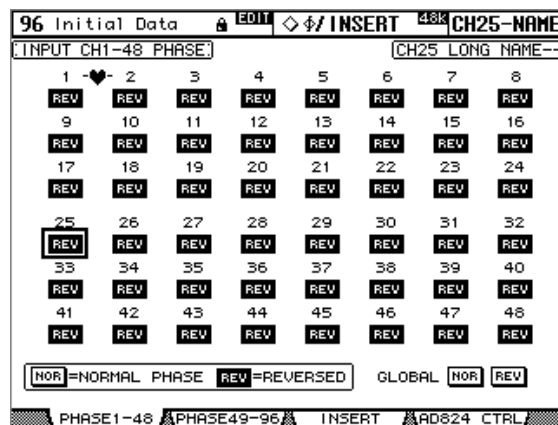 96 Initial Data EDIT ◇ φ/ INSERT 48K CH25-NAME
INPUT CH1-48 PHASE CH25 LONG NAME--
1 -♥- 2 3 4 5 6 7 8
REV REV REV REV REV REV REV REV
9 10 11 12 13 14 15 16
REV REV REV REV REV REV REV REV
17 18 19 20 21 22 23 24
REV REV REV REV REV REV REV REV
25 26 27 28 29 30 31 32
REV REV REV REV REV REV REV REV
33 34 35 36 37 38 39 40
REV REV REV REV REV REV REV REV
41 42 43 44 45 46 47 48
REV REV REV REV REV REV REV REV
NOR =NORMAL PHASE REV =REVERSED GLOBAL NOR REV
PHASE1-48 PHASE49-96 INSERT AD824 CTRL